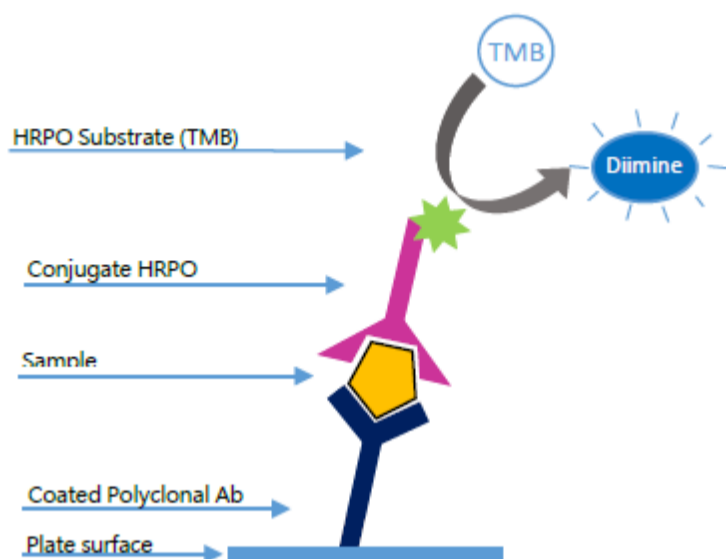 TMB
HRPO Substrate (TMB)
Diimine
Conjugate HRPO
Sample
Coated Polyclonal Ab
Plate surface